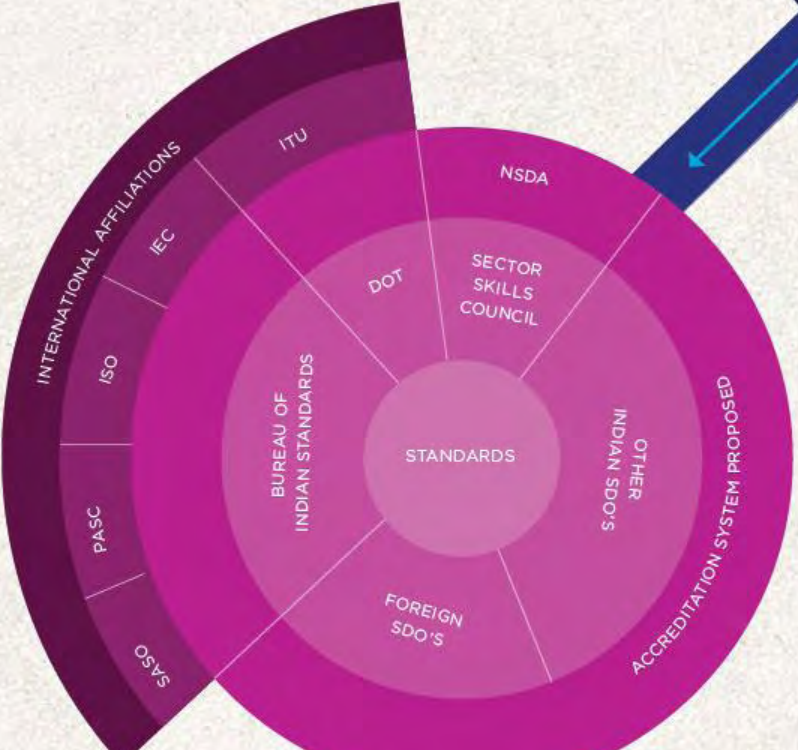 INTERNATIONAL AFFILIATIONS
ITU
IEC
ISO
PASC
SASO
NSDA
DOT
SECTOR
SKILLS
COUNCIL
BUREAU OF
INDIAN STANDARDS
STANDARDS
OTHER
INDIAN SDO'S
FOREIGN
SDO'S
ACCREDITATION SYSTEM PROPOSED